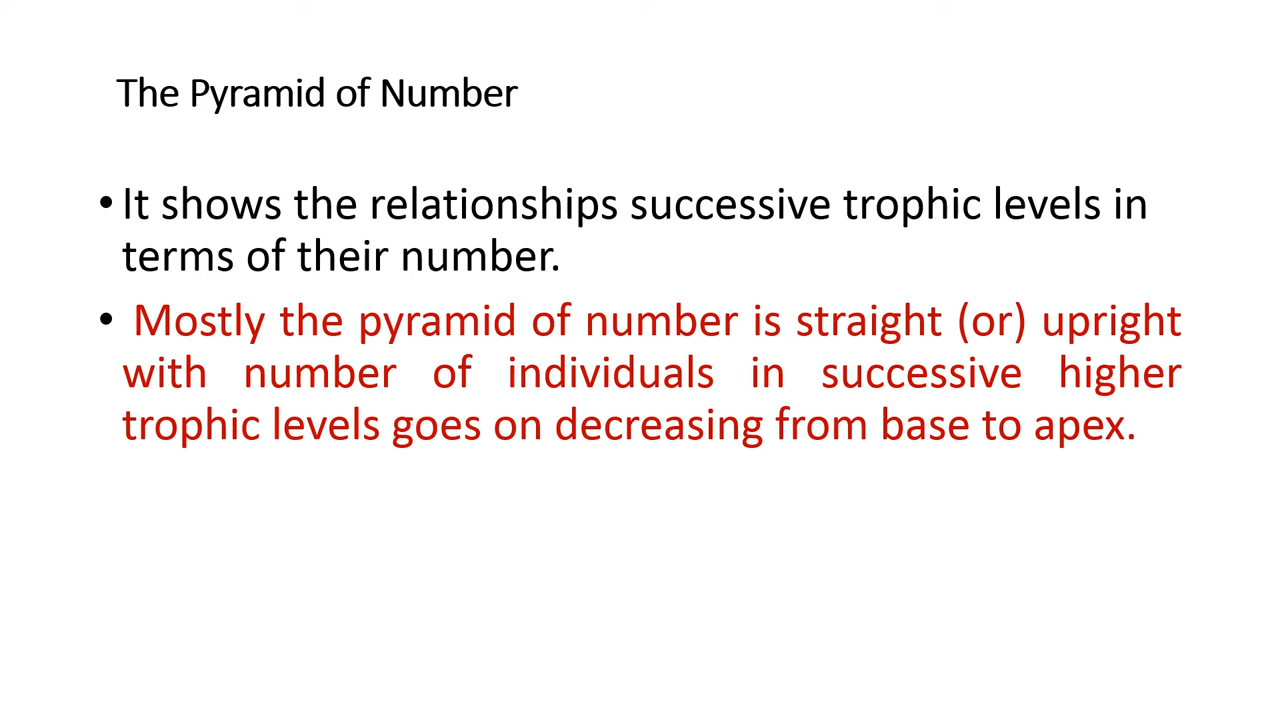 The Pyramid of Number
• It shows the relationships successive trophic levels in
terms of their number.
• Mostly the pyramid of number is straight (or) upright
with number of individuals in successive higher
trophic levels goes on decreasing from base to apex.